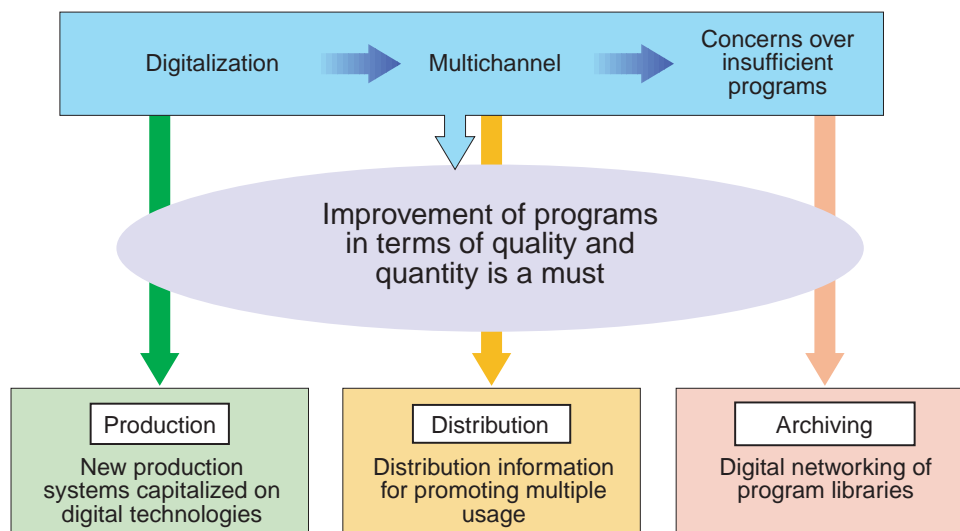 Digitalization
Multichannel
Concerns over
insufficient
programs
Improvement of programs
in terms of quality and
quantity is a must
Production
New production
systems capitalized on
digital technologies
Distribution
Distribution information
for promoting multiple
usage
Archiving
Digital networking of
program libraries